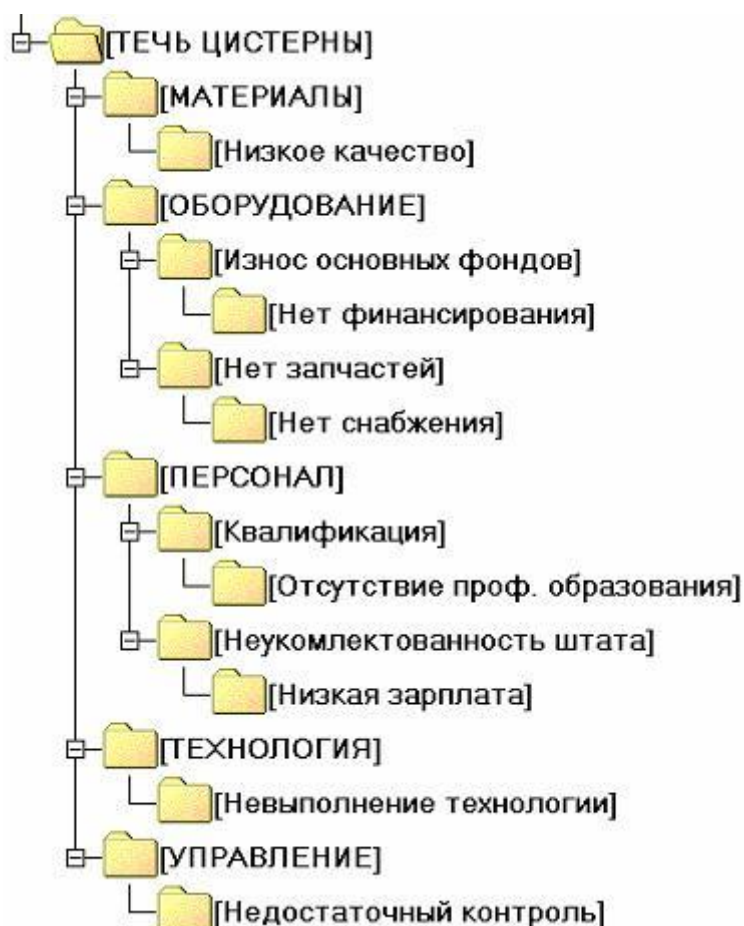 [ТЕЧЬ ЦИСТЕРНЫ]
[МАТЕРИАЛЫ]
[Низкое качество]
[ОБОРУДОВАНИЕ]
[Износ основных фондов]
[Нет финансирования]
[Нет запчастей]
[Нет снабжения]
[ПЕРСОНАЛ]
[Квалификация]
[Отсутствие проф. образования]
[Неукомлектованность штата]
[Низкая зарплата]
[ТЕХНОЛОГИЯ]
[Невыполнение технологии]
[УПРАВЛЕНИЕ]
[Недостаточный контроль]